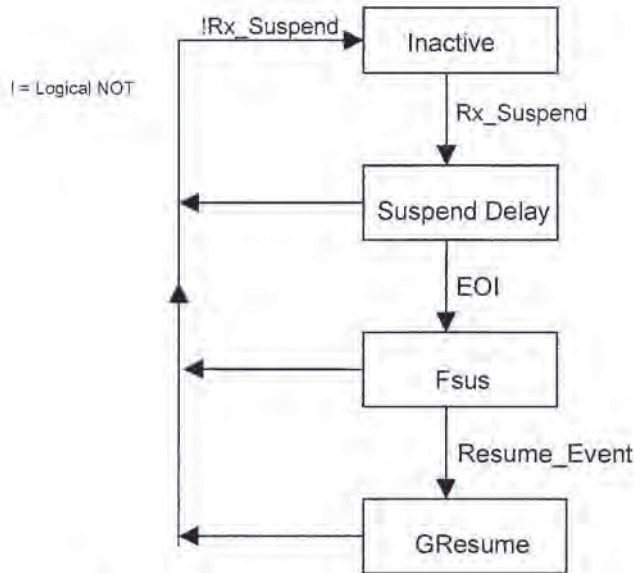 !Rx_Suspend
Inactive
! = Logical NOT
Rx_Suspend
Suspend Delay
EOI
Fsus
Resume_Event
GResume